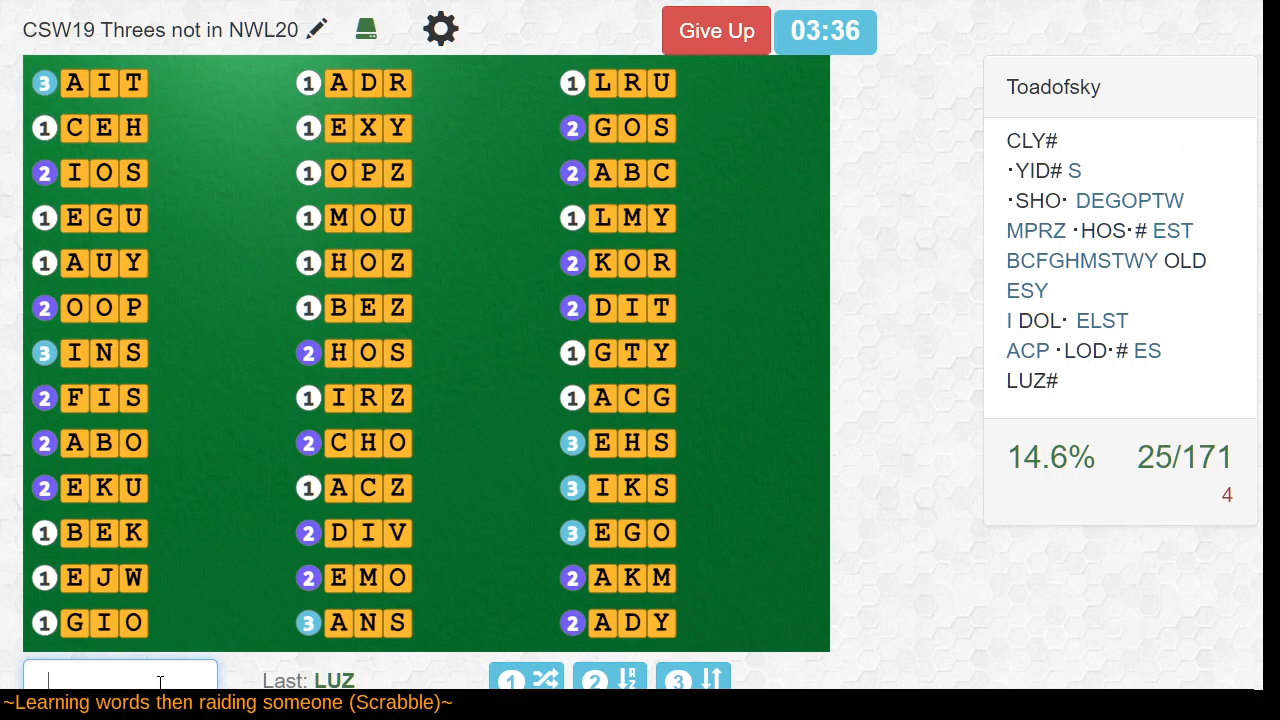 CSW19 Threes not in NWL20
Give Up
03:36
3 AIT
1 ADR
1 LRU
1 CEH
1 EXY
2 GOS
2 IOS
1 OPZ
2 ABC
1 EGU
1 MOU
1 LMY
1 AUY
1 HOZ
2 KOR
2 OOP
1 BEZ
2 DIT
3 INS
2 HOS
1 GTY
2 FIS
1 IRZ
1 ACG
2 ABO
2 CHO
3 EHS
2 EKU
1 ACZ
3 IKS
1 BEK
2 DIV
3 EGO
1 EJW
2 EMO
2 AKM
1 GIO
3 ANS
2 ADY
Toadofsky
CLY#
·YID# S
·SHO· DEGOPTW
MPRZ ·HOS·# EST
BCFGHMSTWY OLD
ESY
I DOL· ELST
ACP ·LOD·# ES
LUZ#
14.6% 25/171
4
Last: LUZ
1
2
3
~Learning words then raiding someone (Scrabble)~